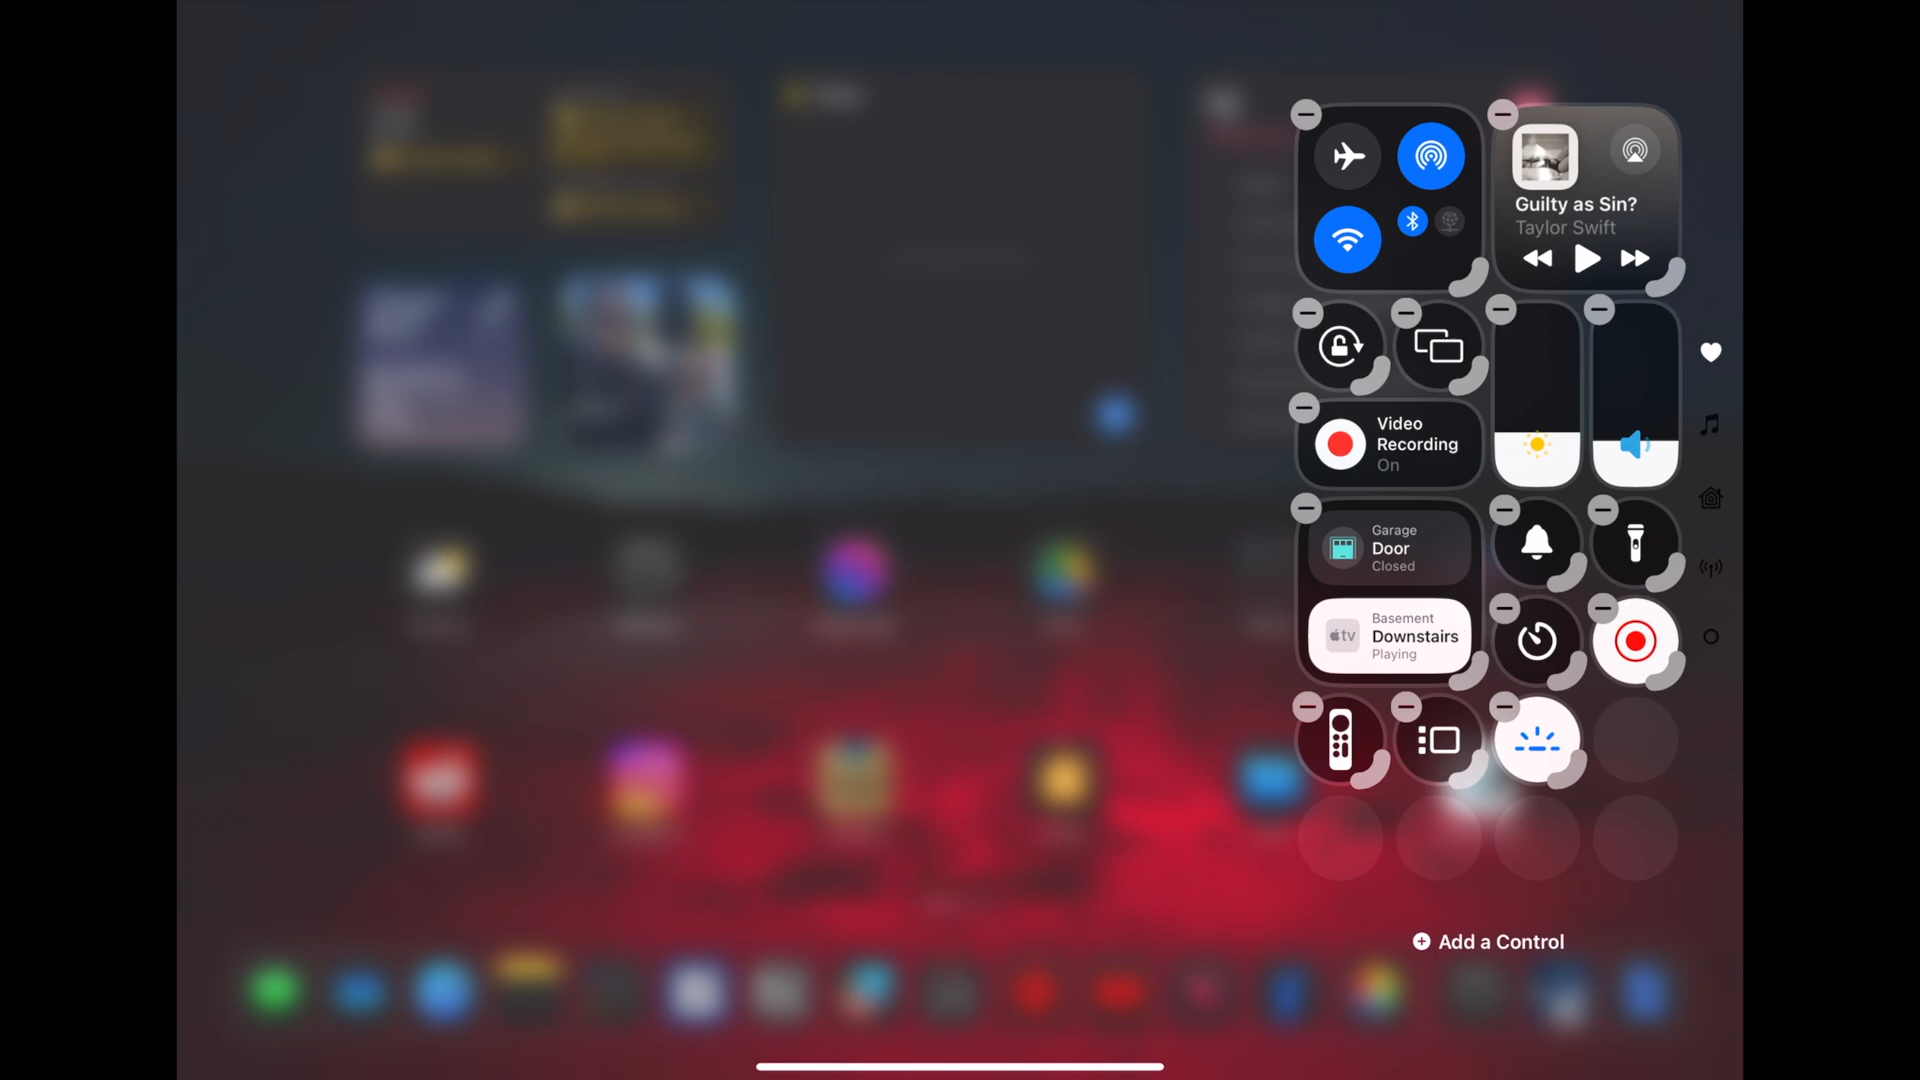 Guilty as Sin?
Taylor Swift
Video
Recording
On
Garage
Door
Closed
tv
Basement
Downstairs
Playing
Add a Control